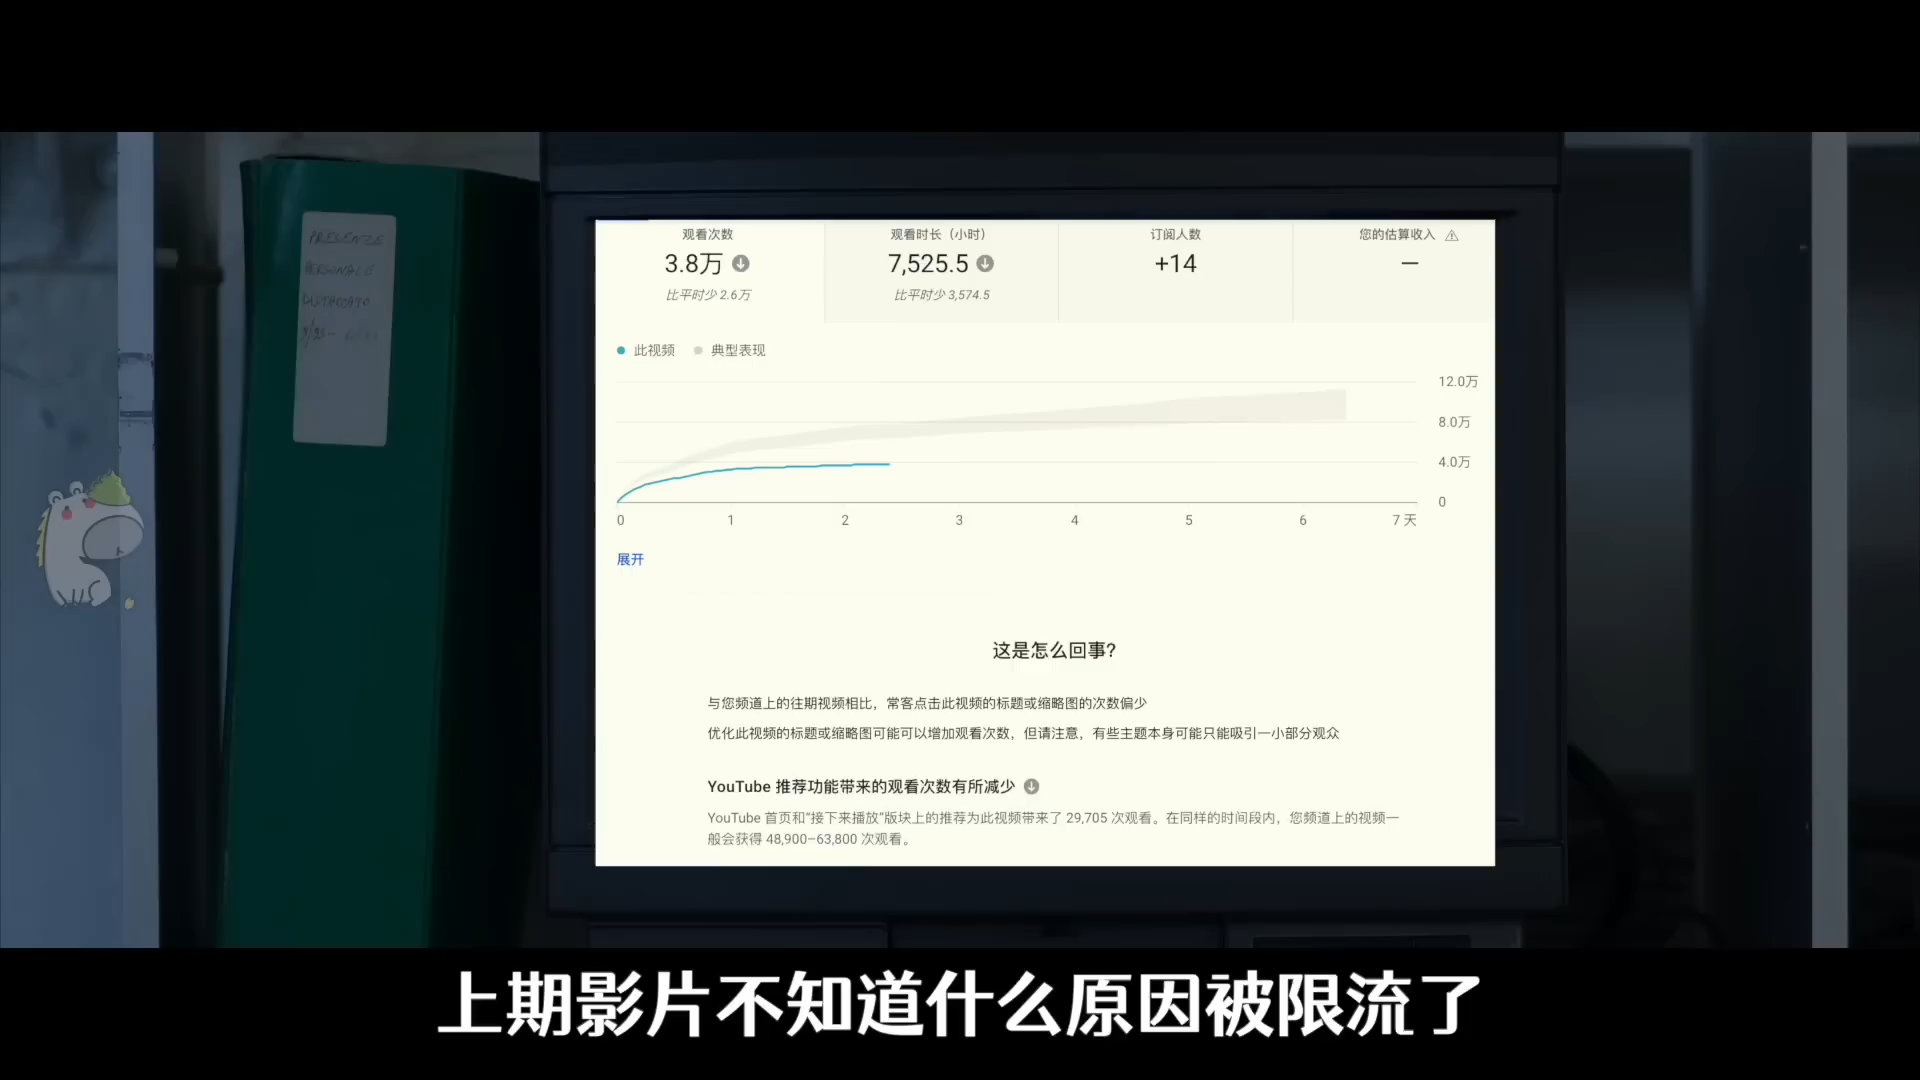 PRESENZE
PERSONALE
DISTACCATO
观看次数
3.8万
比平时少 2.6万
观看时长（小时）
7,525.5
比平时少 3,574.5
订阅人数
+14
您的估算收入
—
此视频
典型表现
12.0万
8.0万
4.0万
0
0 1 2 3 4 5 6 7 天
展开
这是怎么回事?
与您频道上的往期视频相比，常客点击此视频的标题或缩略图的次数偏少
优化此视频的标题或缩略图可能可以增加观看次数，但请注意，有些主题本身可能只能吸引一小部分观众
YouTube 推荐功能带来的观看次数有所减少
YouTube 首页和“接下来播放”版块上的推荐为此视频带来了 29,705 次观看。在同样的时间段内，您频道上的视频一
般会获得 48,900–63,800 次观看。
上期影片不知道什么原因被限流了